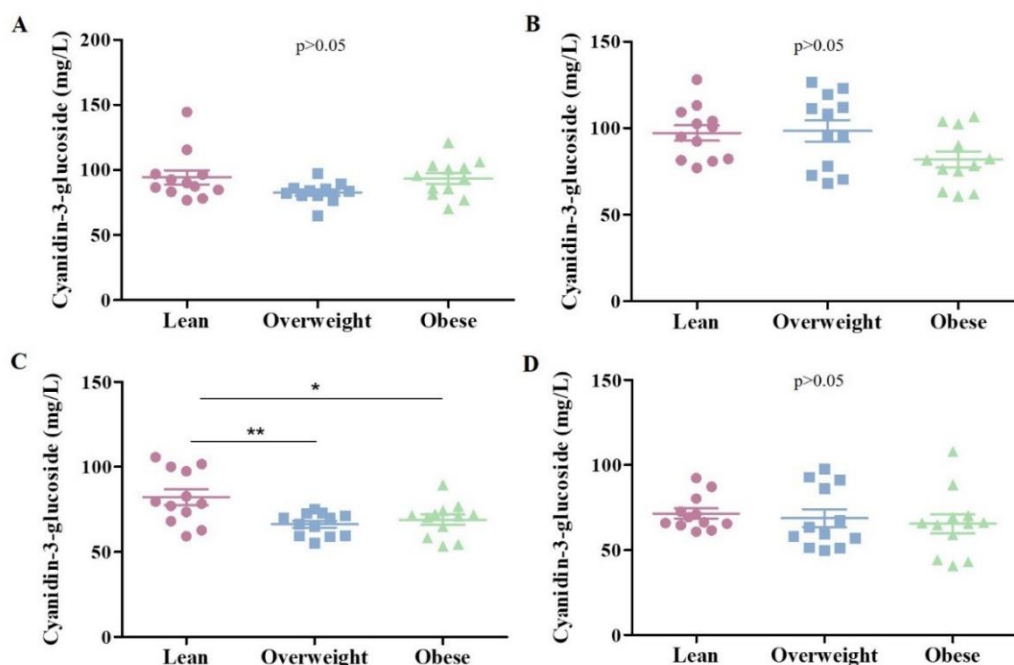 A
Cyanidin-3-glucoside (mg/L)
200
150
100
50
0
p>0.05
Lean Overweight Obese
B
Cyanidin-3-glucoside (mg/L)
150
100
50
0
p>0.05
Lean Overweight Obese
C
Cyanidin-3-glucoside (mg/L)
150
100
50
0
*
**
Lean Overweight Obese
D
Cyanidin-3-glucoside (mg/L)
150
100
50
0
p>0.05
Lean Overweight Obese